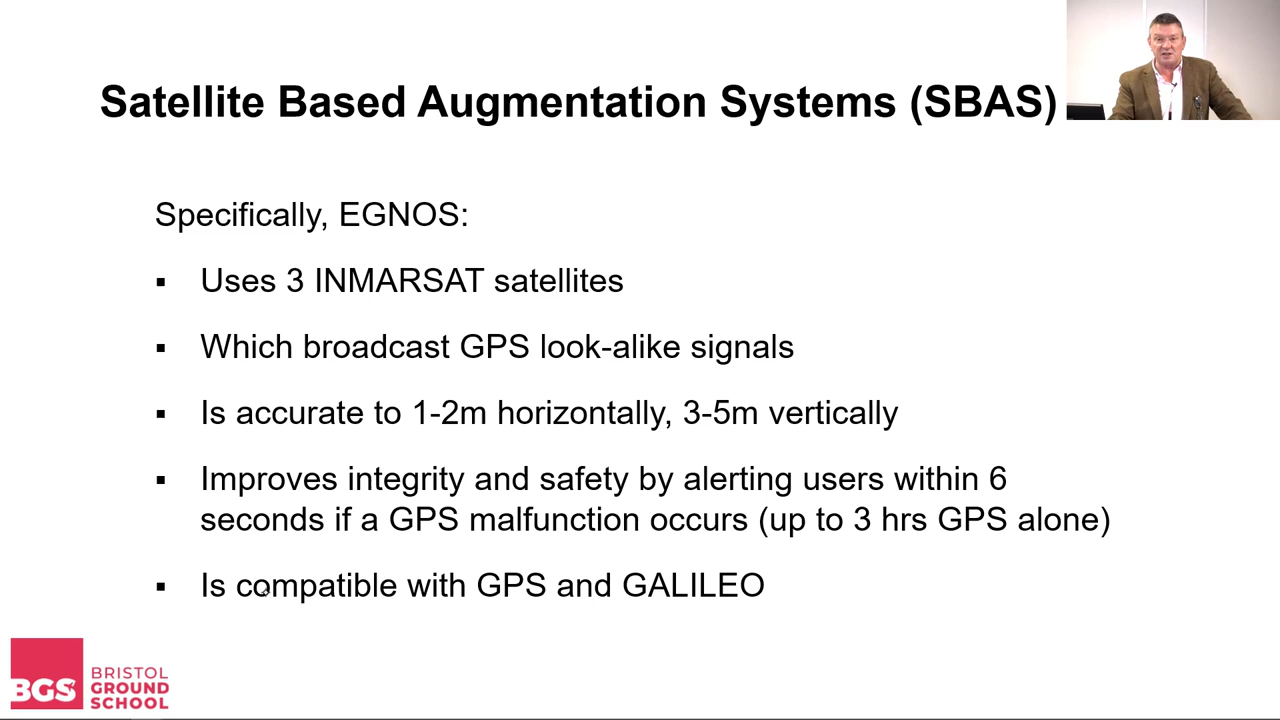 Satellite Based Augmentation Systems (SBAS)
Specifically, EGNOS:
▪ Uses 3 INMARSAT satellites
▪ Which broadcast GPS look-alike signals
▪ Is accurate to 1-2m horizontally, 3-5m vertically
▪ Improves integrity and safety by alerting users within 6
seconds if a GPS malfunction occurs (up to 3 hrs GPS alone)
▪ Is compatible with GPS and GALILEO
BGS
BRISTOL
GROUND
SCHOOL